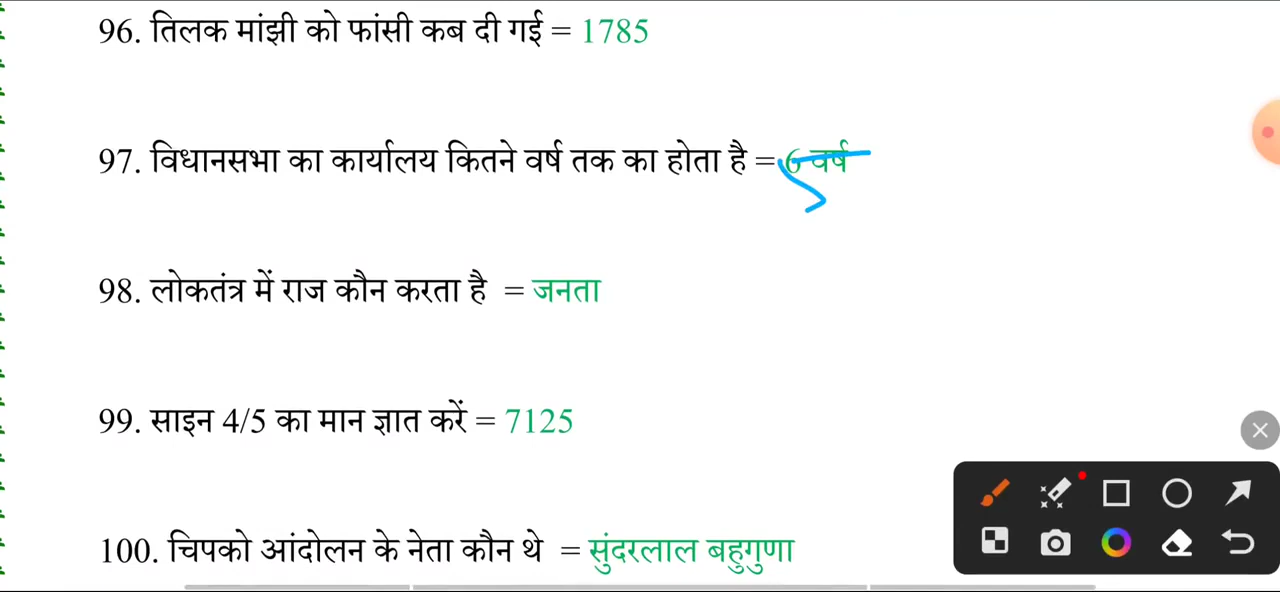 96. तिलक मांझी को फांसी कब दी गई = 1785
97. विधानसभा का कार्यालय कितने वर्ष तक का होता है = 6 वर्ष
98. लोकतंत्र में राज कौन करता है = जनता
99. साइन 4/5 का मान ज्ञात करें = 7125
100. चिपको आंदोलन के नेता कौन थे = सुंदरलाल बहुगुणा